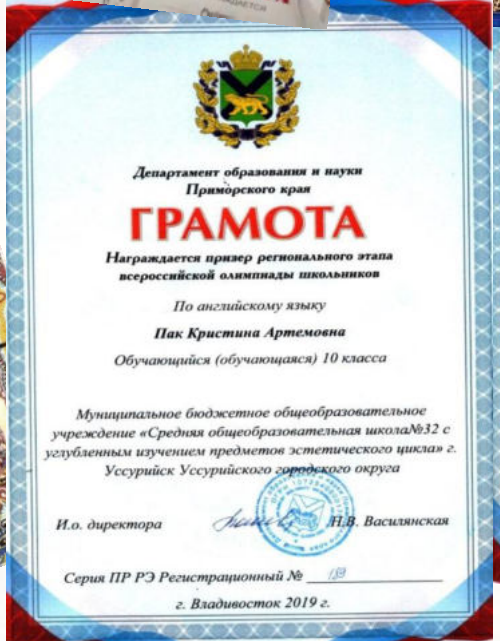 Департамент образования и науки
Приморского края
ГРАМОТА
Награждается призер регионального этапа
всероссийской олимпиады школьников
По английскому языку
Пак Кристина Артемовна
Обучающийся (обучающаяся) 10 класса
Муниципальное бюджетное общеобразовательное
учреждение «Средняя общеобразовательная школа№32 с
углубленным изучением предметов эстетического цикла» г.
Уссурийск Уссурийского городского округа
И.о. директора Н.В. Василянская
Серия ПР РЭ Регистрационный № 189
г. Владивосток 2019 г.